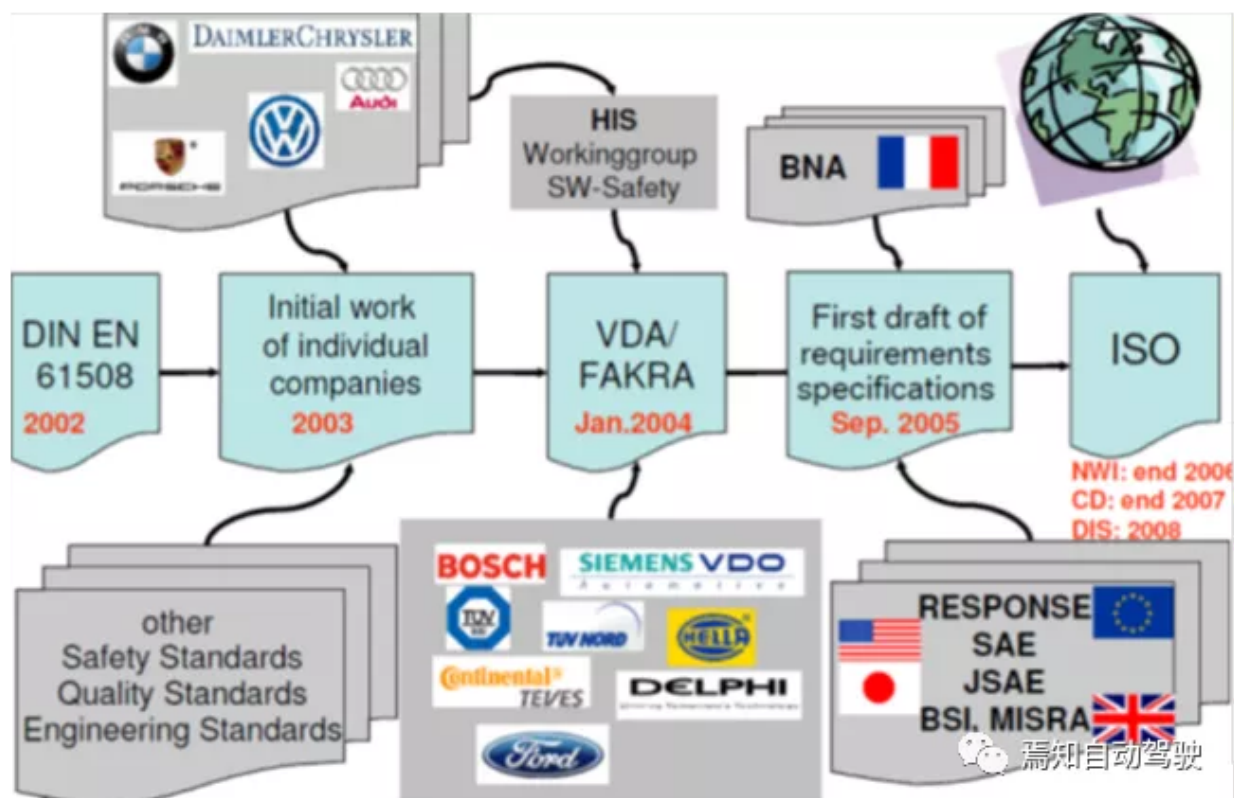 DAIMLERCHRYSLER
Audi
PORSCHE
HIS
Workinggroup
SW-Safety
BNA
DIN EN
61508
2002
Initial work
of individual
companies
2003
VDA/
FAKRA
Jan.2004
First draft of
requirements
specifications
Sep. 2005
ISO
NWI: end 2006
CD: end 2007
DIS: 2008
other
Safety Standards
Quality Standards
Engineering Standards
BOSCH
SIEMENS VDO
Automotive
TÜV
TÜV NORD
HELLA
Continental®
TEVES
DELPHI
Ford
RESPONSE
SAE
JSAE
BSI, MISRA
焉知自动驾驶